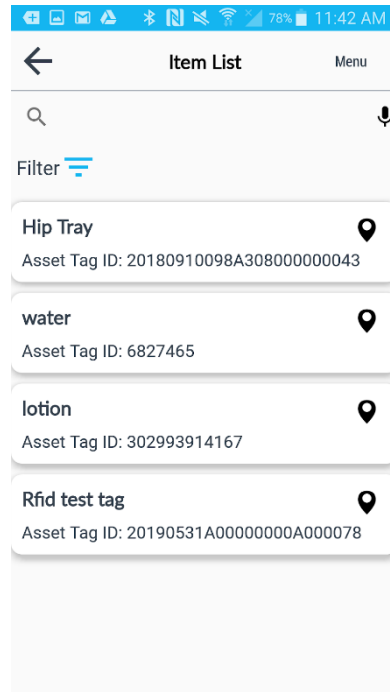 78% 11:42 AM
Item List Menu
Filter
Hip Tray
Asset Tag ID: 20180910098A308000000043
water
Asset Tag ID: 6827465
lotion
Asset Tag ID: 302993914167
Rfid test tag
Asset Tag ID: 20190531A00000000A000078